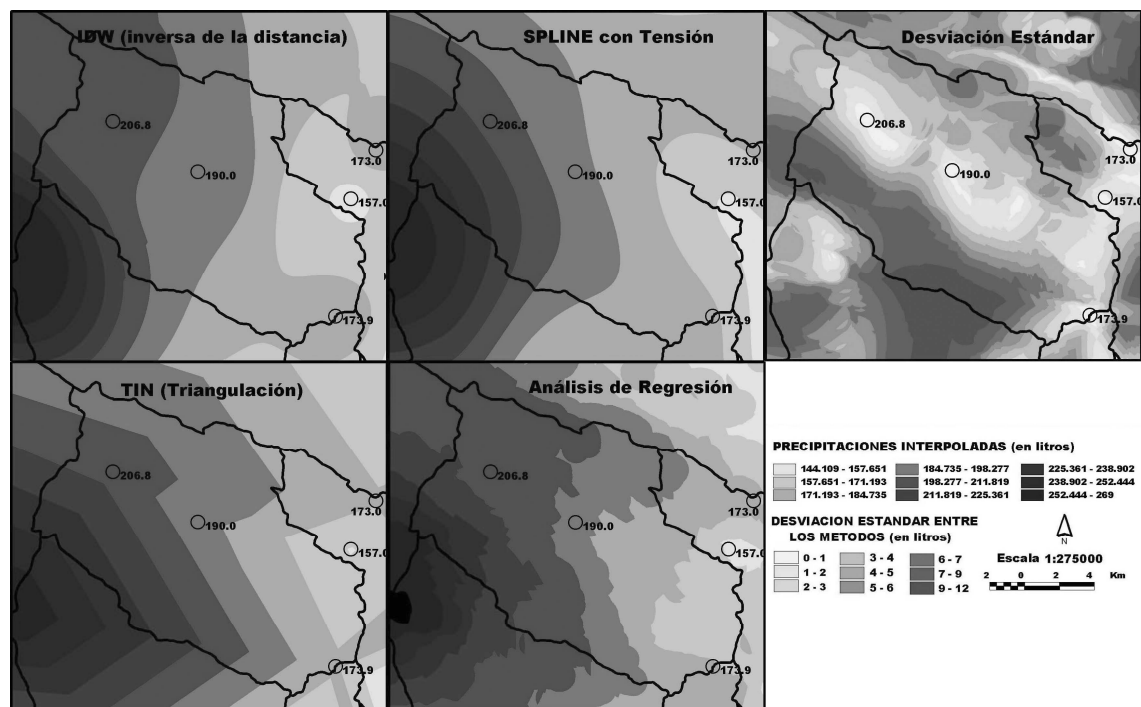 IDW (inversa de la distancia)
206.8
190.0
173.0
157.0
173.9
SPLINE con Tensión
206.8
190.0
173.0
157.0
173.9
Desviación Estándar
206.8
190.0
173.0
157.0
173.9
TIN (Triangulación)
206.8
190.0
173.0
157.0
173.9
Análisis de Regresión
206.8
190.0
173.0
157.0
173.9
PRECIPITACIONES INTERPOLADAS (en litros)
144.109 - 157.651 184.735 - 198.277 225.361 - 238.902
157.651 - 171.193 198.277 - 211.819 238.902 - 252.444
171.193 - 184.735 211.819 - 225.361 252.444 - 269
DESVIACION ESTANDAR ENTRE
LOS METODOS (en litros)
0 - 1 3 - 4 6 - 7
1 - 2 4 - 5 7 - 9
2 - 3 5 - 6 9 - 12
N
Escala 1:275000
2 0 2 4 Km